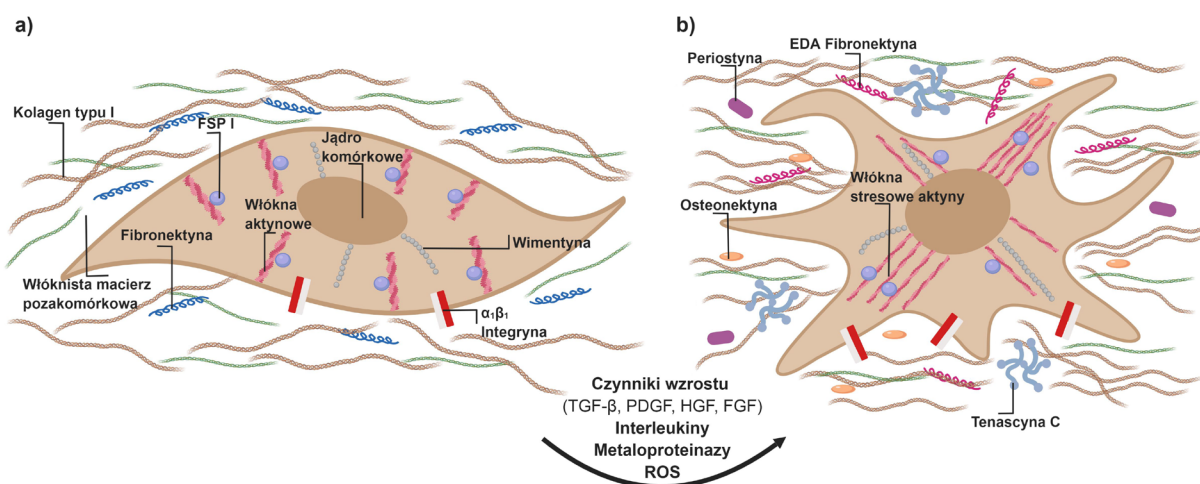 a)
Kolagen typu I
FSP I
Jądro
komórkowe
Włókna
aktynowe
Fibronektyna
Wimentyna
Włóknista macierz
pozakomórkowa
α₁β₁
Integryna
b)
EDA Fibronektyna
Periostyna
Włókna
stresowe aktyny
Osteonektyna
Tenascyna C
Czynniki wzrostu
(TGF-β, PDGF, HGF, FGF)
Interleukiny
Metaloproteinazy
ROS